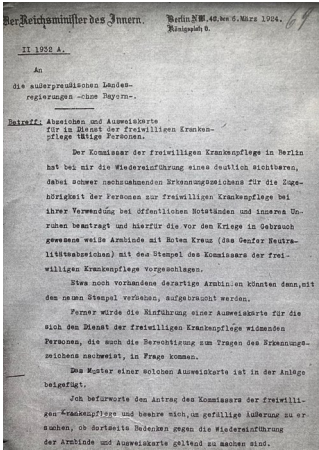 Der Reichsminister des Innern.
Berlin NW. 40, den 6. März 1924.
Königsplatz 6.
64
II 1932 A.
An
die außerpreußischen Landes-
regierungen -ohne Bayern-.
Betreff: Abzeichen und Ausweiskarte
für in Dienst der freiwilligen Kranken-
pflege tätige Personen.
Der Kommissar der freiwilligen Krankenpflege in Berlin
hat bei mir die Wiedereinführung eines deutlich sichtbaren,
dabei schwer nachzuahmenden Erkennungszeichens für die Zuge-
hörigkeit der Personen zur freiwilligen Krankenpflege bei
ihrer Verwendung bei öffentlichen Notständen und inneren Un-
ruhen beantragt und hierfür die vor den Kriege in Gebrauch
gewesene weiße Armbinde mit Roten Kreuz (das Genfer Neutra-
litätsabzeichen) mit dem Stempel des Kommissars der frei-
willigen Krankenpflege vorgeschlagen.
Etwa noch vorhandene derartige Armbinden könnten dann, mit
dem neuen Stempel versehen, aufgebraucht werden.
Ferner würde die Einführung einer Ausweiskarte für die
sich dem Dienst der freiwilligen Krankenpflege widmenden
Personen, die auch die Berechtigung zum Tragen des Erkennungs-
zeichens nachweist, in Frage kommen.
Das Muster einer solchen Ausweiskarte ist in der Anlage
beigefügt.
Jch befürworte den Antrag des Kommissars der freiwilli-
gen Krankenpflege und beehre mich, um gefällige Äußerung zu er-
suchen, ob dortseits Bedenken gegen die Wiedereinführung
der Armbinde und Ausweiskarte geltend zu machen sind.